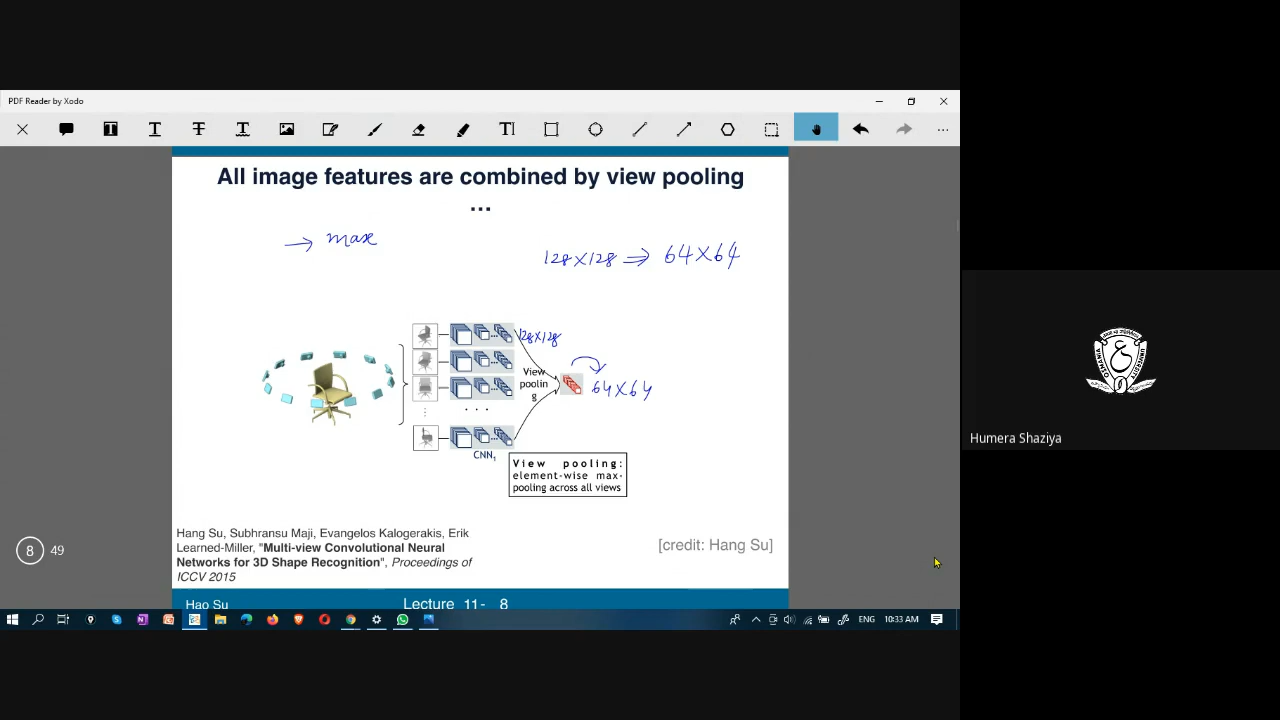 PDF Reader by Xodo
All image features are combined by view pooling
...
→ max
128×128 ⇒ 64×64
128×128
View
poolin
g
64×64
CNN₁
View pooling:
element-wise max-
pooling across all views
Hang Su, Subhransu Maji, Evangelos Kalogerakis, Erik
Learned-Miller, "Multi-view Convolutional Neural
Networks for 3D Shape Recognition", Proceedings of
ICCV 2015
[credit: Hang Su]
8 49
Hao Su Lecture 11- 8
ENG 10:33 AM
Humera Shaziya